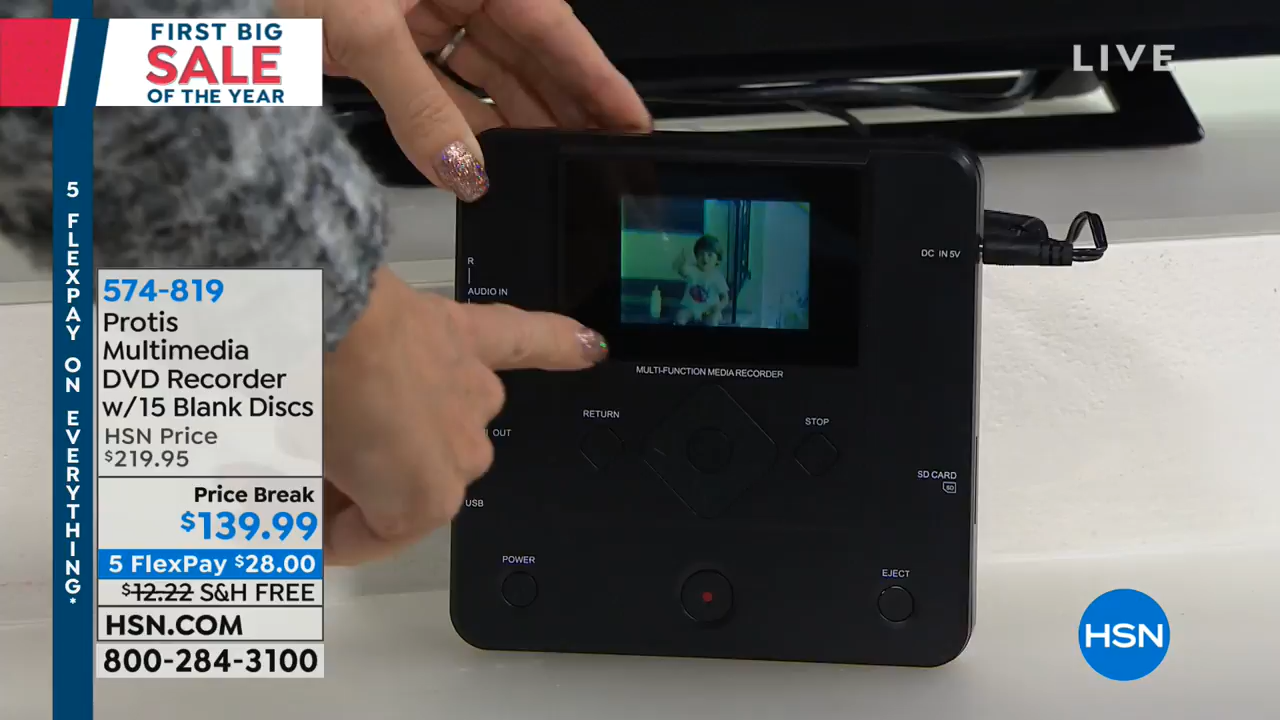 FIRST BIG
SALE
OF THE YEAR
LIVE
5 FLEXPAY ON EVERYTHING*
574-819
Protis
Multimedia
DVD Recorder
w/15 Blank Discs
HSN Price
$219.95
Price Break
$139.99
5 FlexPay $28.00
$12.22 S&H FREE
HSN.COM
800-284-3100
R
AUDIO IN
DC IN 5V
MULTI-FUNCTION MEDIA RECORDER
RETURN
STOP
OUT
SD CARD
SD
USB
POWER
EJECT
HSN